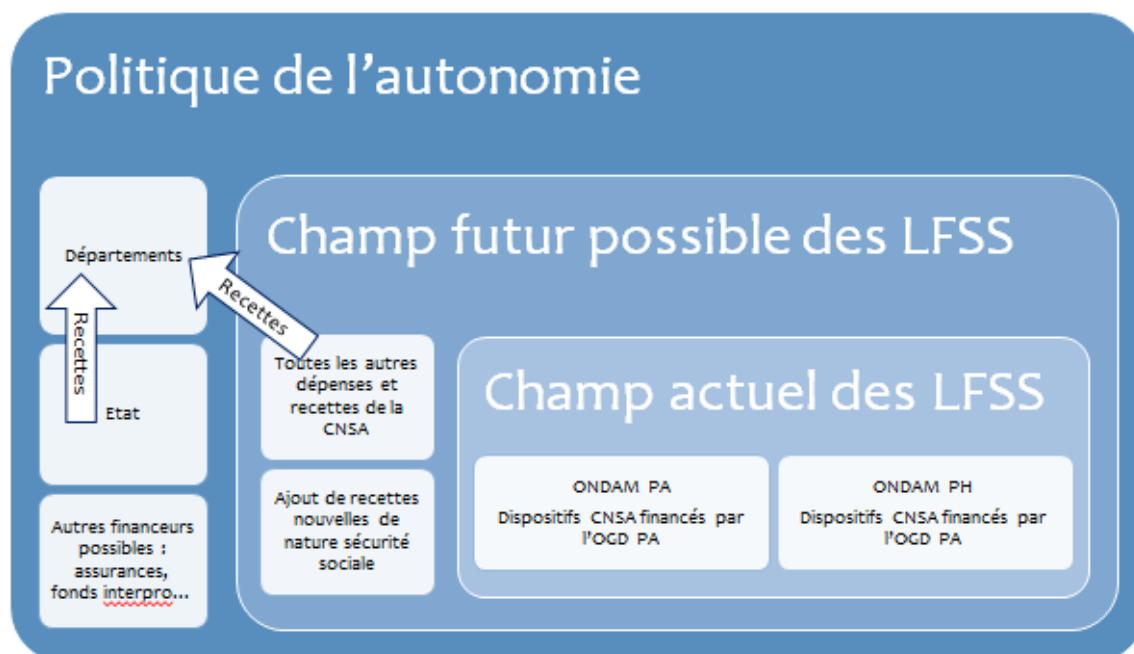 Politique de l'autonomie
Départements
Recettes
Etat
Autres financeurs
possibles :
assurances,
fonds interpro...
Champ futur possible des LFSS
Recettes
Toutes les autres
dépenses et
recettes de la
CNSA
Ajout de recettes
nouvelles de
nature sécurité
sociale
Champ actuel des LFSS
ONDAM PA
Dispositifs CNSA financés par
l'OGD PA
ONDAM PH
Dispositifs CNSA financés par
l'OGD PA